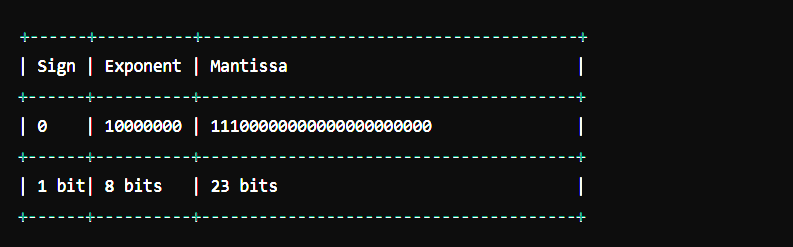 +------+----------+---------------------------------------+
| Sign | Exponent | Mantissa                              |
+------+----------+---------------------------------------+
| 0    | 10000000 | 11100000000000000000000               |
+------+----------+---------------------------------------+
| 1 bit| 8 bits   | 23 bits                               |
+------+----------+---------------------------------------+